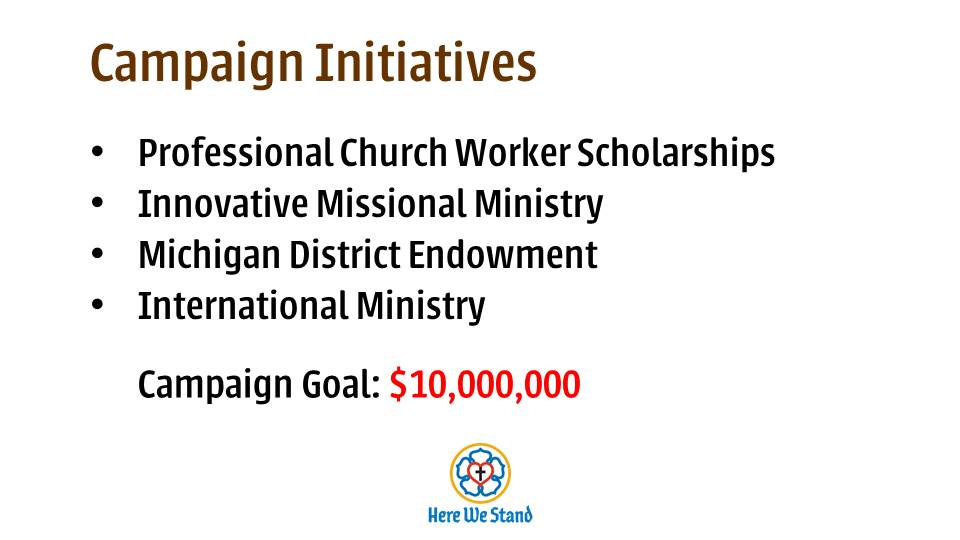 Campaign Initiatives
• Professional Church Worker Scholarships
• Innovative Missional Ministry
• Michigan District Endowment
• International Ministry
Campaign Goal: $10,000,000
Here We Stand